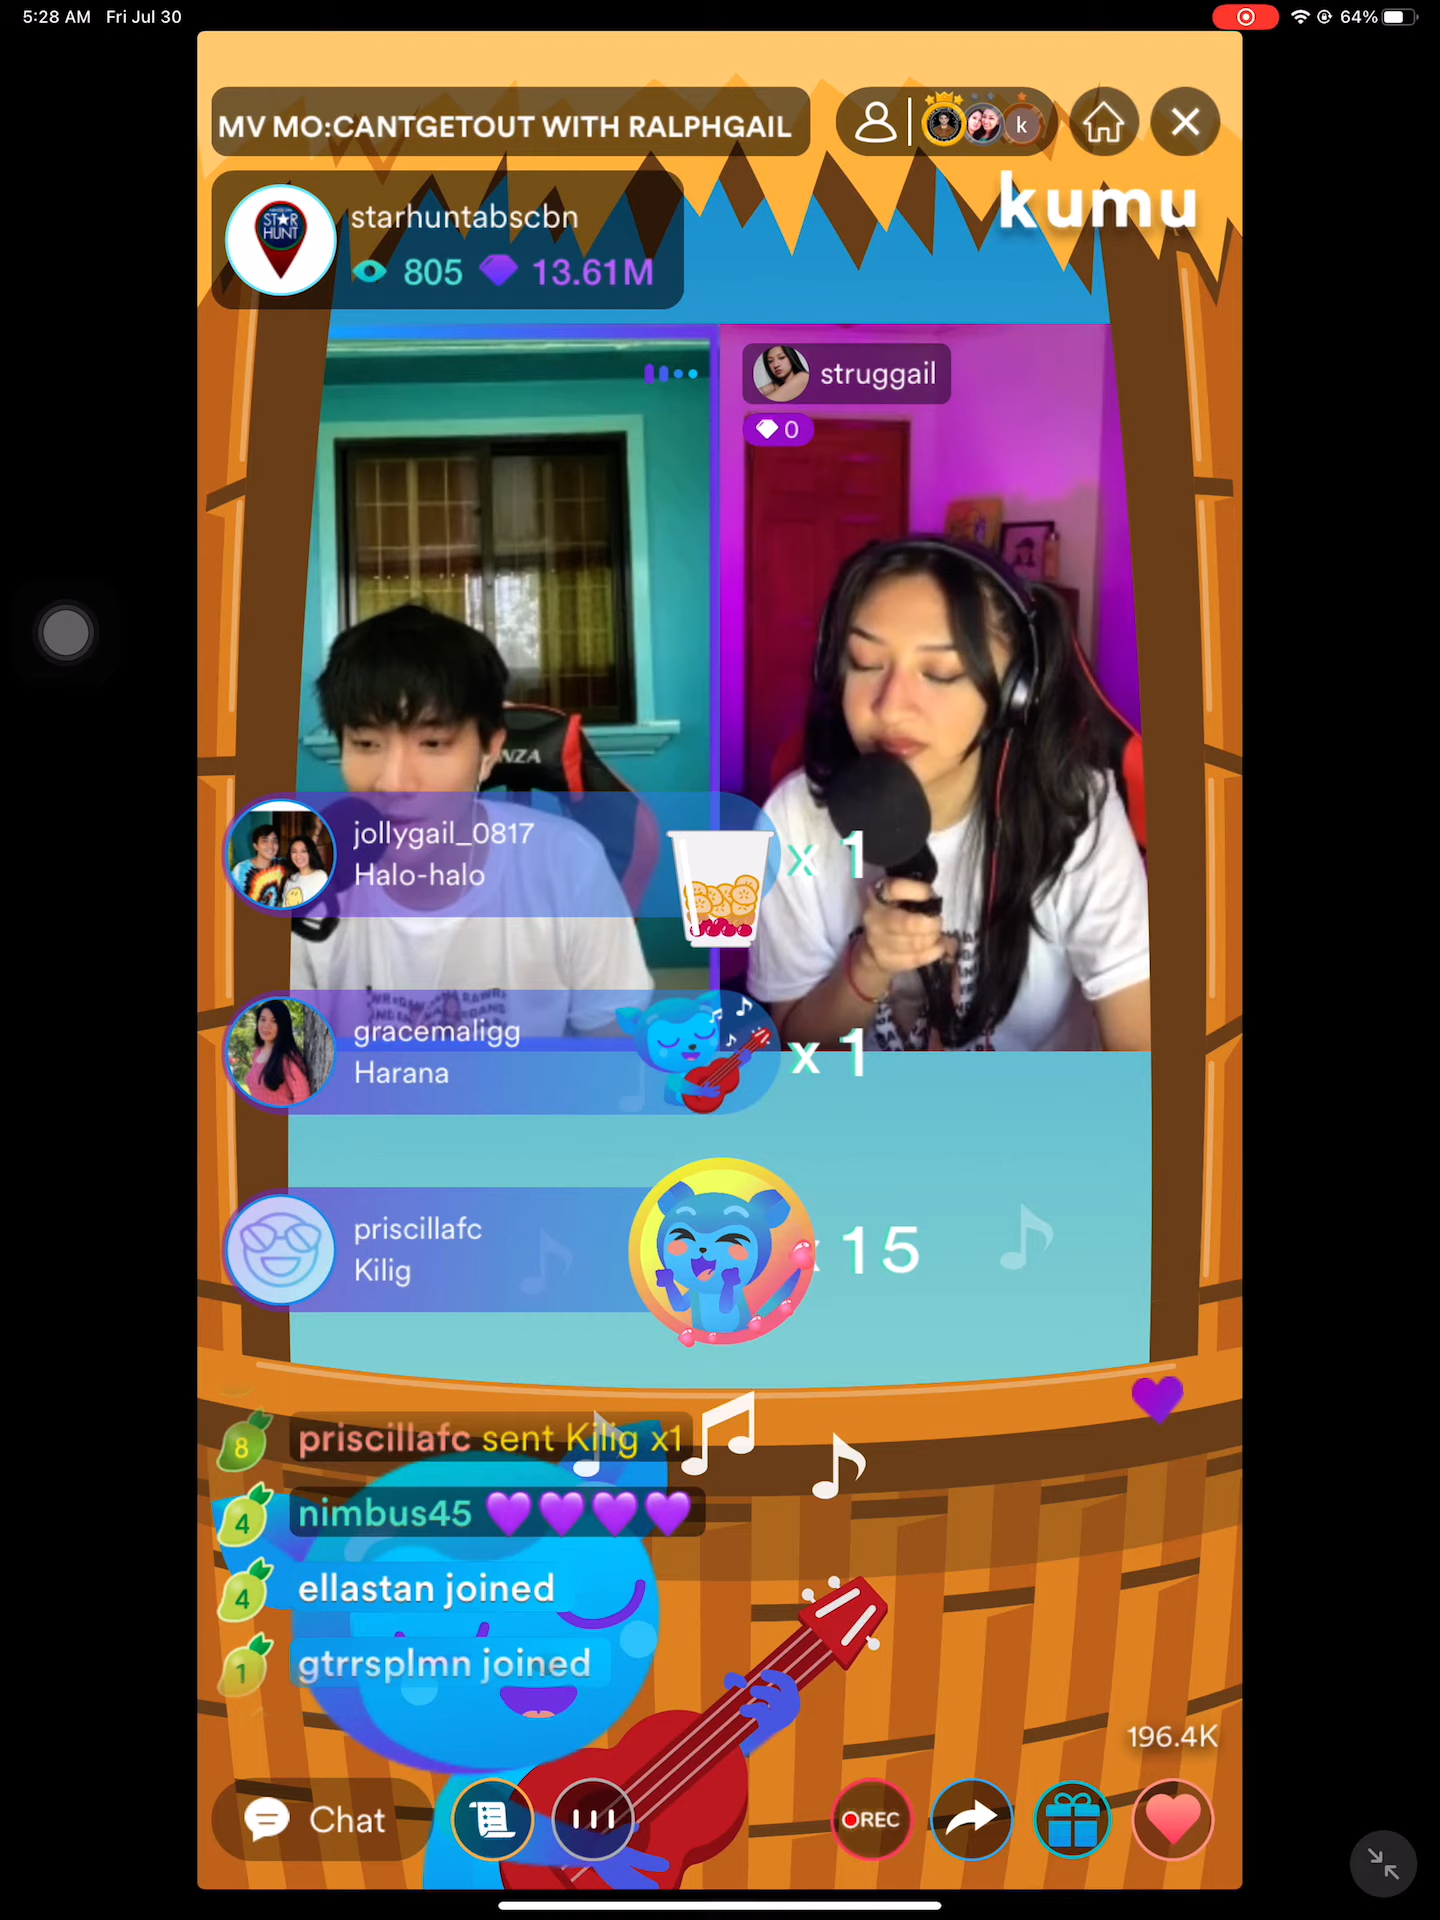 5:28 AM Fri Jul 30
64%
MV MO:CANTGETOUT WITH RALPHGAIL
k
kumu
STAR
HUNT
starhuntabscbn
805 13.61M
struggail
0
NZA
jollygail_0817
Halo-halo
x 1
gracemaligg
Harana
x 1
priscillafc
Kilig
x 15
8 priscillafc sent Kilig x1
4 nimbus45 💜💜💜💜
4 ellastan joined
1 gtrrsplmn joined
196.4K
Chat
REC